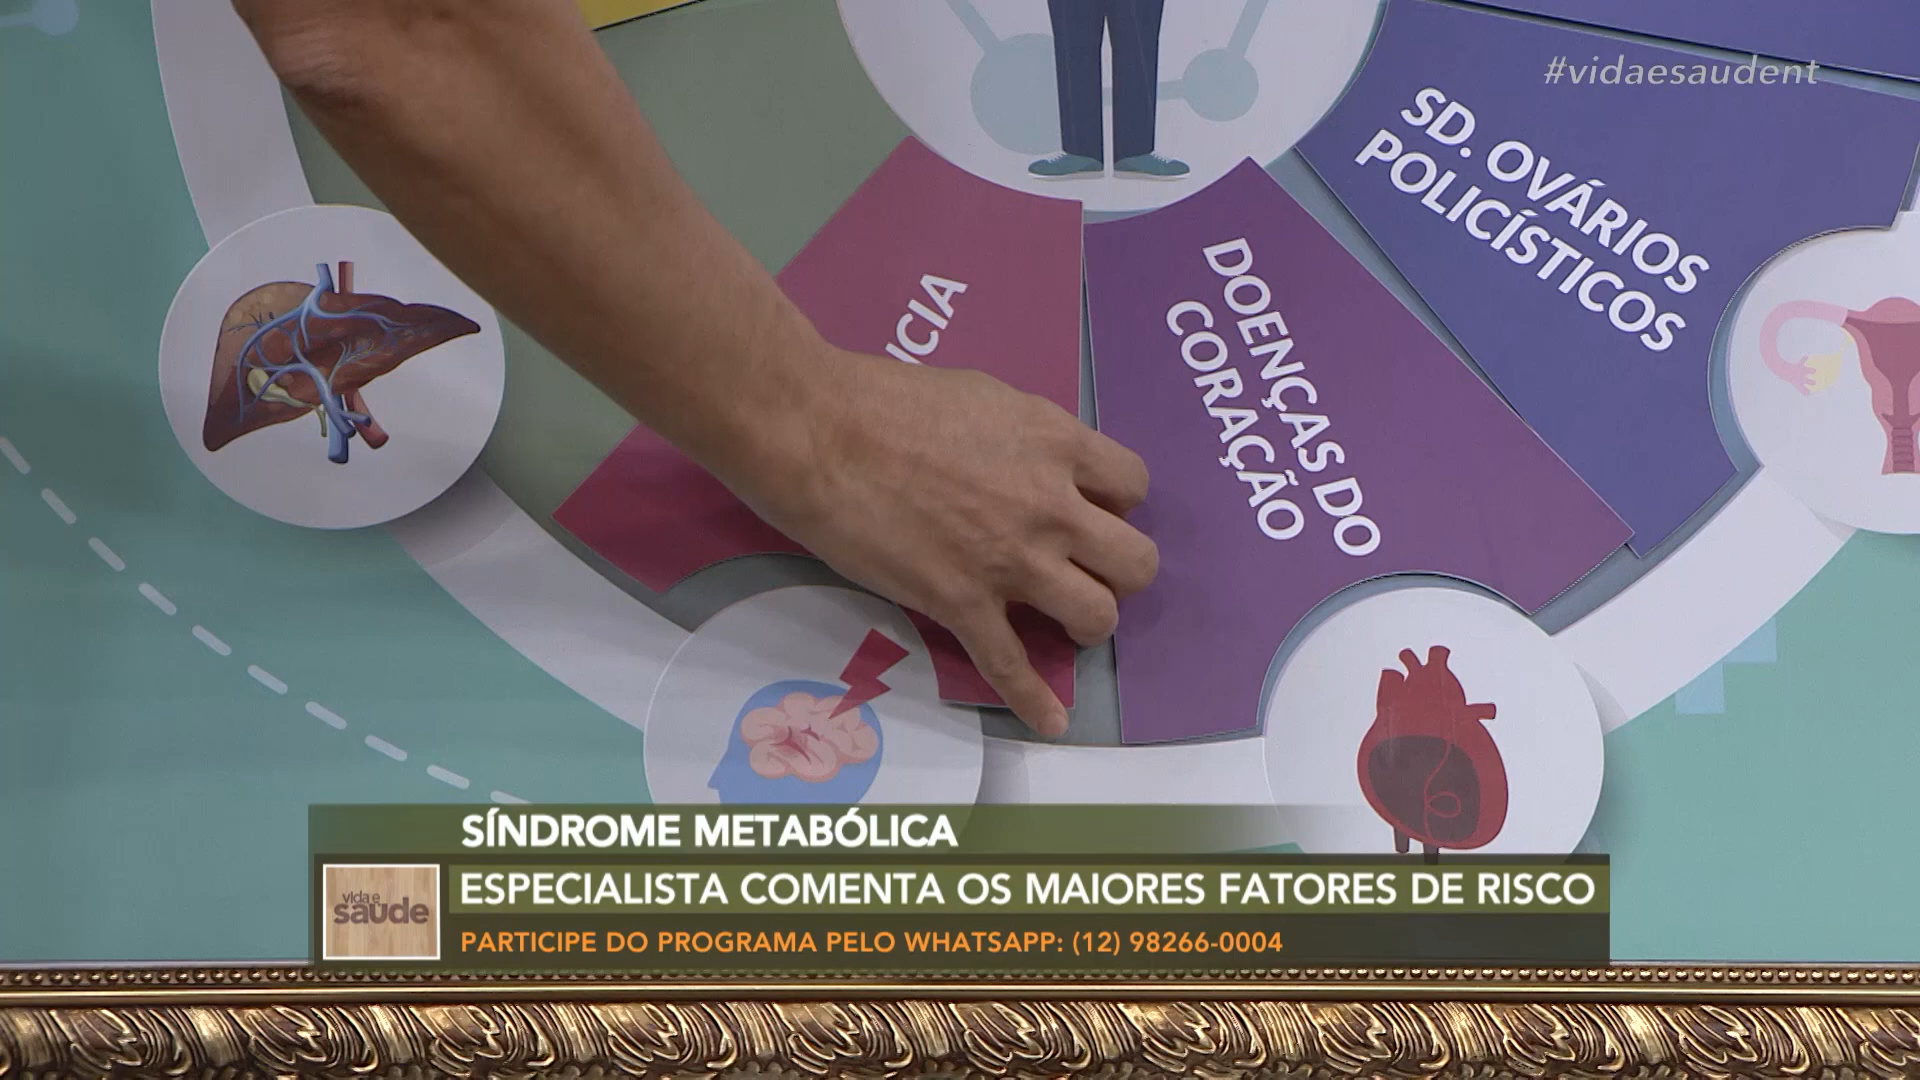 #vidaesaudent
SD. OVÁRIOS
POLICÍSTICOS
DOENÇAS DO
CORAÇÃO
SÍNDROME METABÓLICA
vida e
saúde
ESPECIALISTA COMENTA OS MAIORES FATORES DE RISCO
PARTICIPE DO PROGRAMA PELO WHATSAPP: (12) 98266-0004